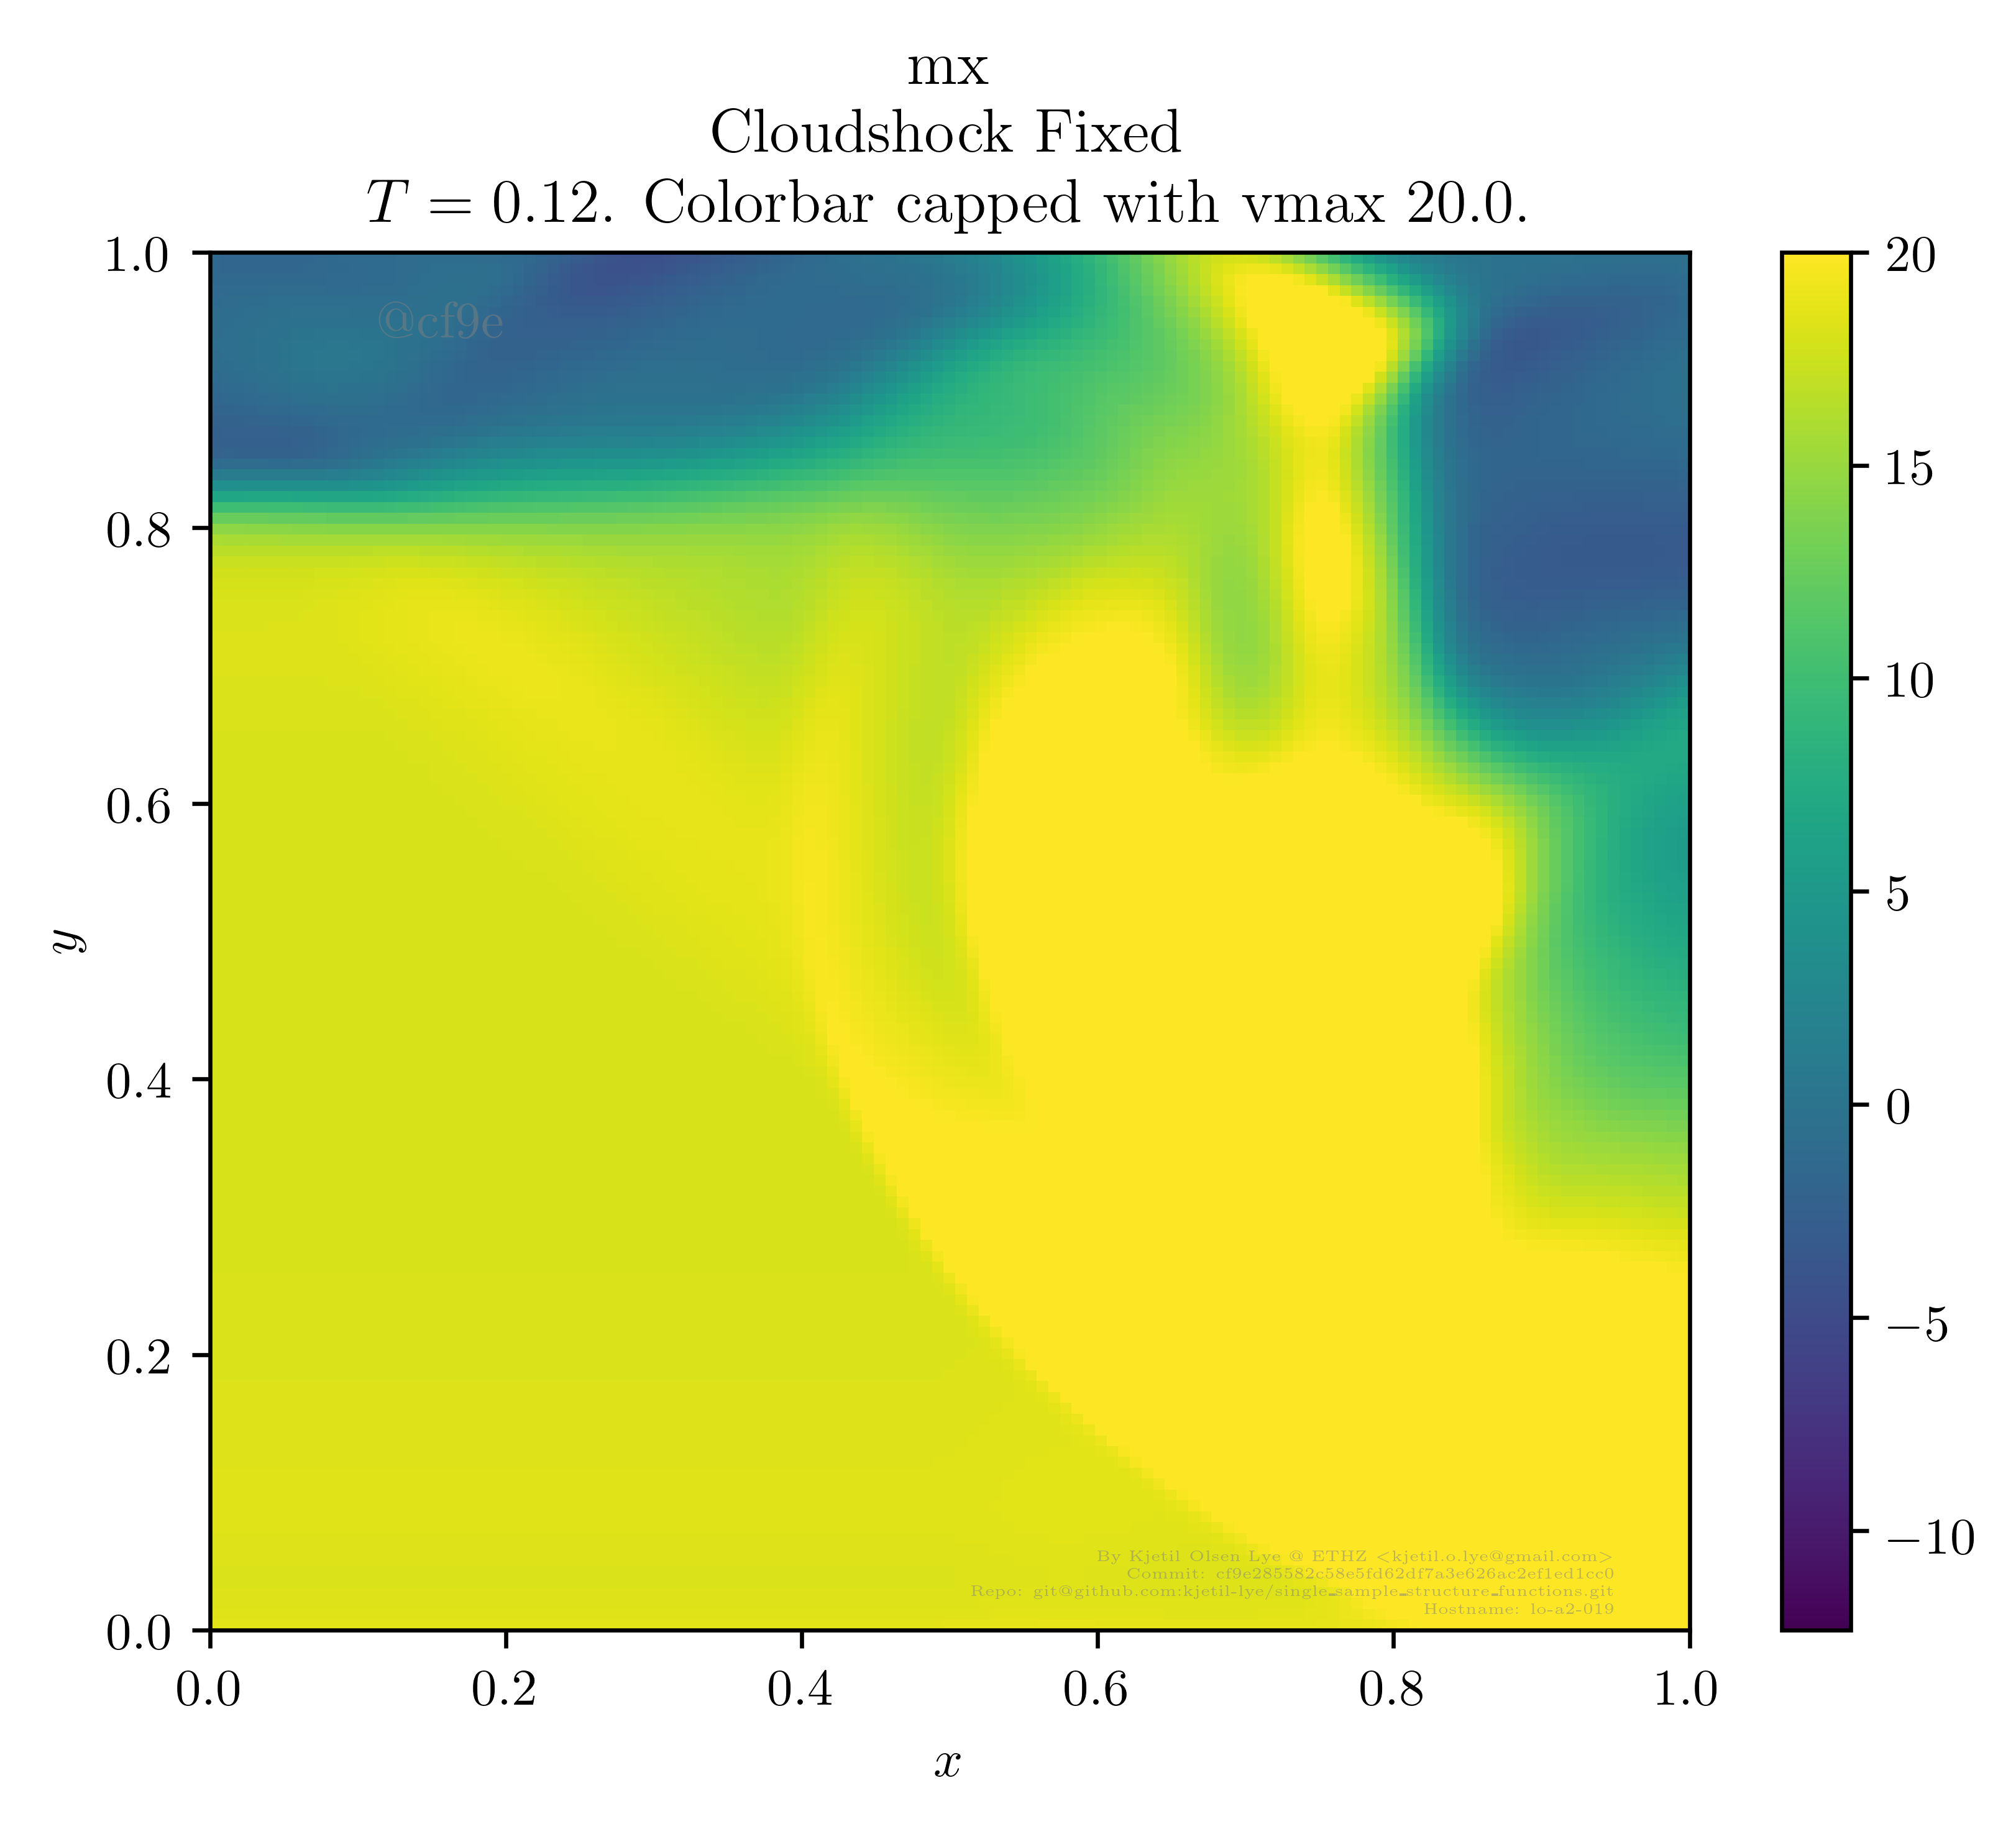 mx
Cloudshock Fixed
T = 0.12. Colorbar capped with vmax 20.0.
@cf9e
1.0
0.8
0.6
0.4
0.2
0.0
y
0.0 0.2 0.4 0.6 0.8 1.0
x
20
15
10
5
0
−5
−10
By Kjetil Olsen Lye @ ETHZ <kjetil.o.lye@gmail.com>
Commit: cf9e285582c58e5fd62df7a3e626ac2ef1ed1cc0
Repo: git@github.com:kjetil-lye/single_sample_structure_functions.git
Hostname: lo-a2-019